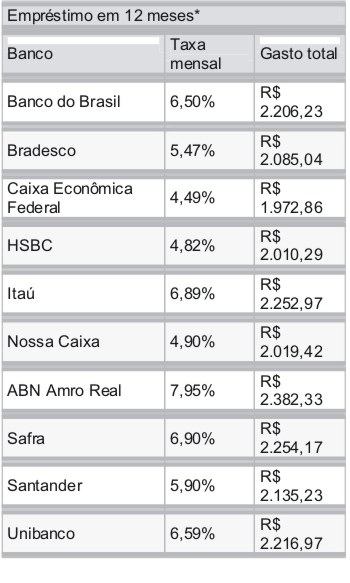 Empréstimo em 12 meses*
Banco
Taxa
mensal
Gasto total
Banco do Brasil
6,50%
R$
2.206,23
Bradesco
5,47%
R$
2.085,04
Caixa Econômica
Federal
4,49%
R$
1.972,86
HSBC
4,82%
R$
2.010,29
Itaú
6,89%
R$
2.252,97
Nossa Caixa
4,90%
R$
2.019,42
ABN Amro Real
7,95%
R$
2.382,33
Safra
6,90%
R$
2.254,17
Santander
5,90%
R$
2.135,23
Unibanco
6,59%
R$
2.216,97